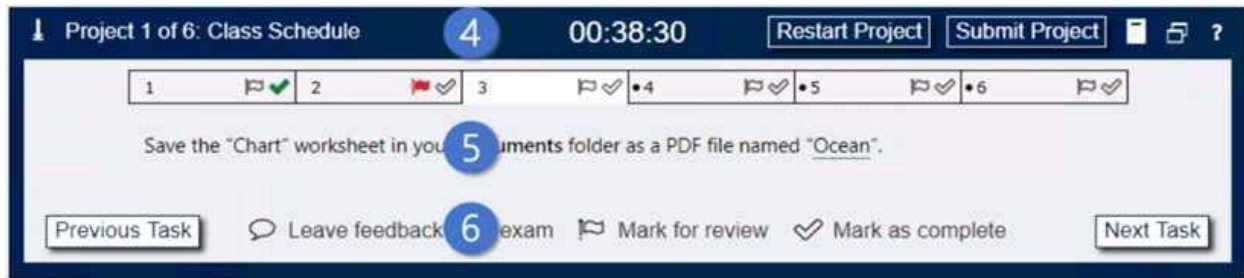 Project 1 of 6: Class Schedule 4 00:38:30 Restart Project Submit Project ?
1 2 3 •4 •5 •6
Save the "Chart" worksheet in you 5 uments folder as a PDF file named "Ocean".
Previous Task Leave feedback 6 exam Mark for review Mark as complete Next Task